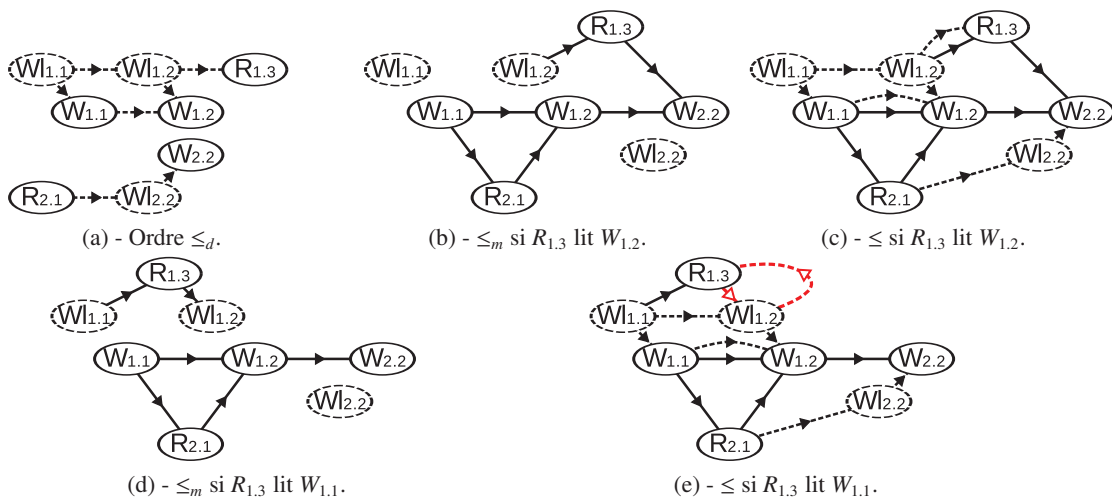 Wl1.1 Wl1.2 R1.3
W1.1 W1.2
W2.2
R2.1 Wl2.2
(a) - Ordre ≤d.
R1.3
Wl1.1 Wl1.2
W1.1 W1.2 W2.2
Wl2.2
R2.1
(b) - ≤m si R1.3 lit W1.2.
R1.3
Wl1.1 Wl1.2
W1.1 W1.2 W2.2
Wl2.2
R2.1
(c) - ≤ si R1.3 lit W1.2.
R1.3
Wl1.1 Wl1.2
W1.1 W1.2 W2.2
Wl2.2
R2.1
(d) - ≤m si R1.3 lit W1.1.
R1.3
Wl1.1 Wl1.2
W1.1 W1.2 W2.2
Wl2.2
R2.1
(e) - ≤ si R1.3 lit W1.1.